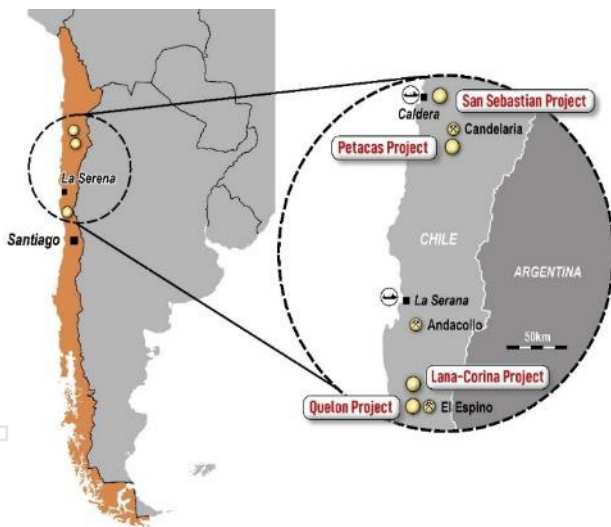 La Serena
Santiago
San Sebastian Project
Caldera
Candelaria
Petacas Project
CHILE
ARGENTINA
La Serana
Andacollo
50km
Lana-Corina Project
Quelon Project
El Espino